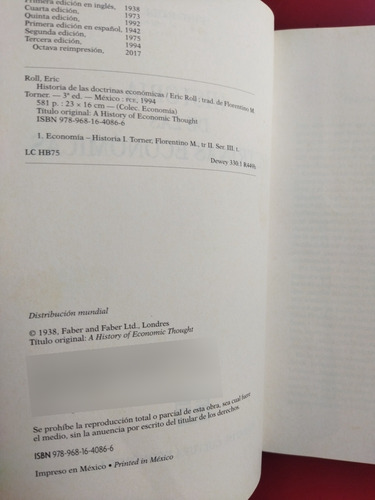 Primera edición en inglés, 1938
Cuarta edición, 1973
Quinta edición, 1992
Primera edición en español, 1942
Segunda edición, 1975
Tercera edición, 1994
Octava reimpresión, 2017
Roll, Eric
Historia de las doctrinas económicas / Eric Roll ; trad. de Florentino M.
Torner. — 3ª ed. — México : FCE, 1994
581 p. ; 23 × 16 cm — (Colec. Economía)
Título original: A History of Economic Thought
ISBN 978-968-16-4086-6
1. Economía – Historia I. Torner, Florentino M., tr II. Ser III. t.
LC HB75 Dewey 330.1 R449h
Distribución mundial
© 1938, Faber and Faber Ltd., Londres
Título original: A History of Economic Thought
Se prohíbe la reproducción total o parcial de esta obra, sea cual fuere
el medio, sin la anuencia por escrito del titular de los derechos.
ISBN 978-968-16-4086-6
Impreso en México • Printed in México